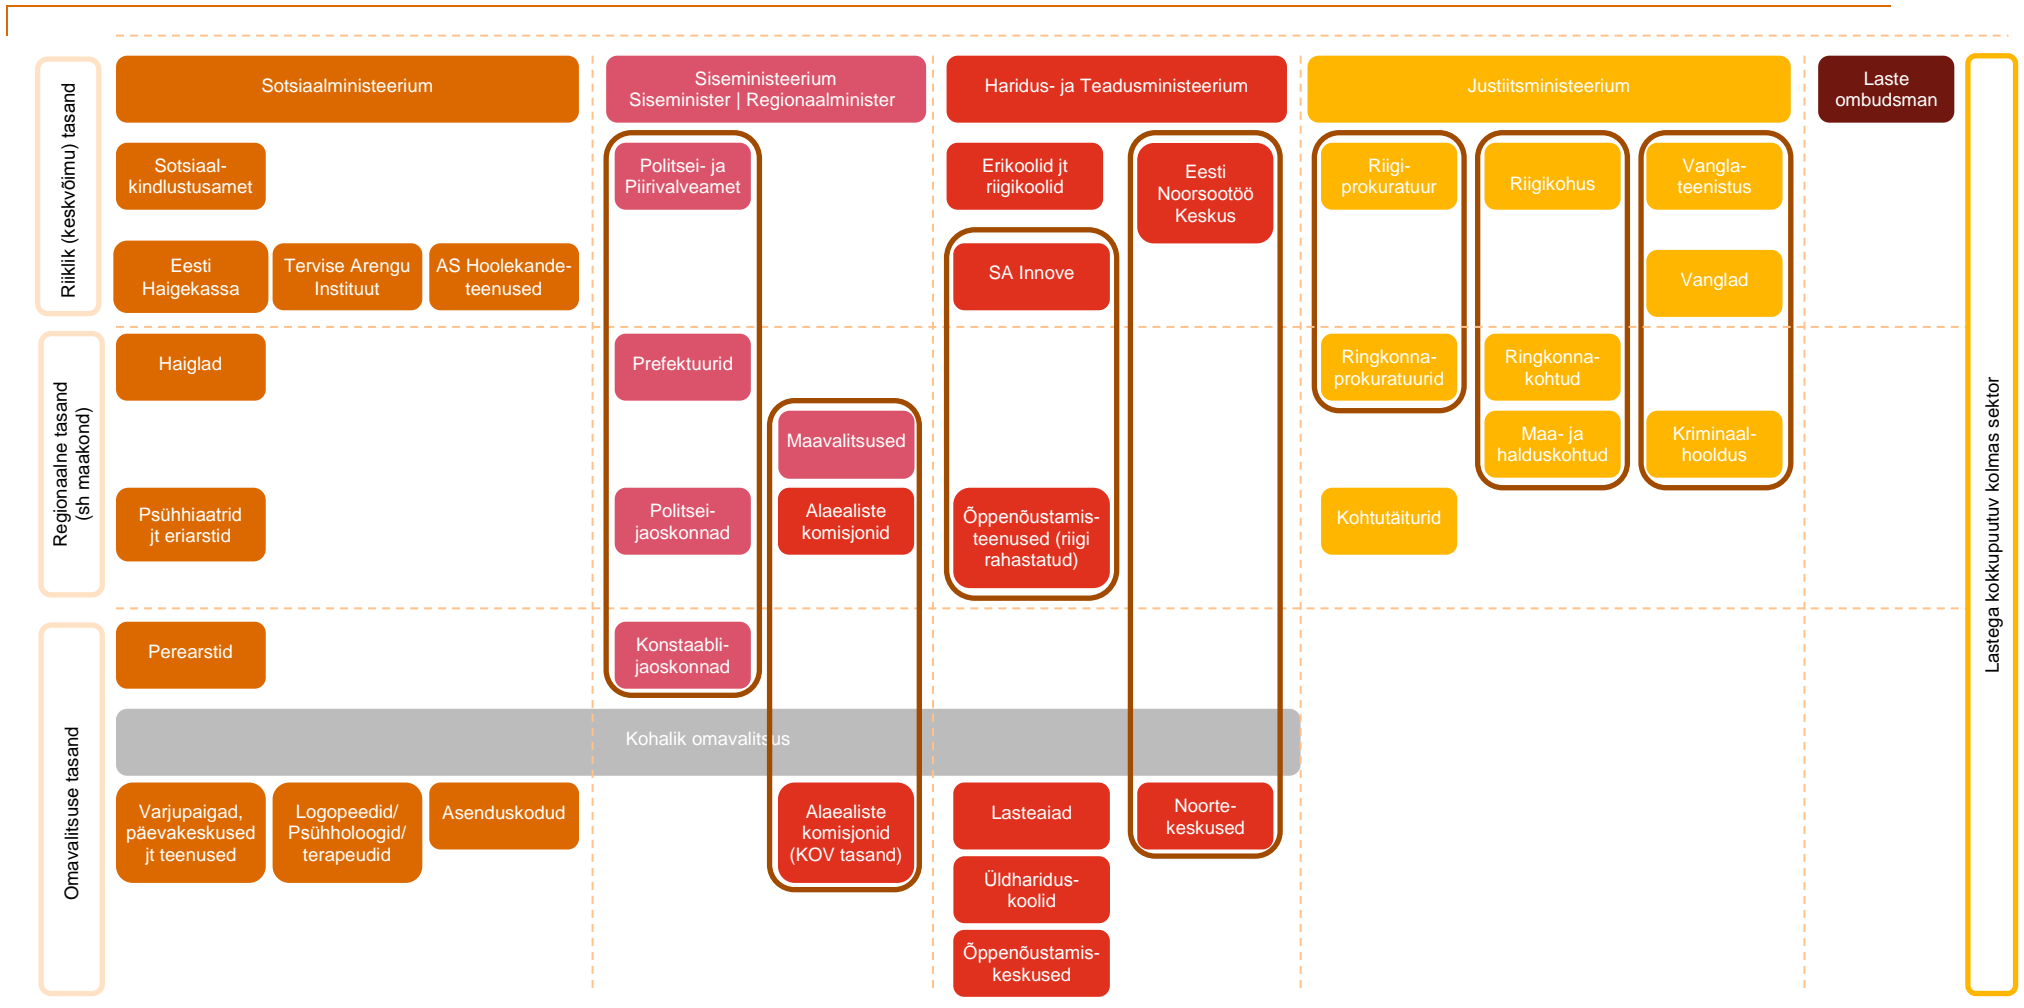 Riiklik (keskvõimu) tasand
Sotsiaalministeerium
Siseministeerium
Siseminister | Regionaalminister
Haridus- ja Teadusministeerium
Justiitsministeerium
Laste
ombudsman
Sotsiaal-
kindlustusamet
Politsei- ja
Piirivalveamet
Erikoolid jt
riigikoolid
Eesti
Noorsootöö
Keskus
Riigi-
prokuratuur
Riigikohus
Vangla-
teenistus
Eesti
Haigekassa
Tervise Arengu
Instituut
AS Hoolekande-
teenused
SA Innove
Vanglad
Regionaalne tasand
(sh maakond)
Haiglad
Prefektuurid
Ringkonna-
prokuratuurid
Ringkonna-
kohtud
Maavalitsused
Maa- ja
halduskohtud
Kriminaal-
hooldus
Psühhiaatrid
jt eriarstid
Politsei-
jaoskonnad
Alaealiste
komisjonid
Õppenõustamis-
teenused (riigi
rahastatud)
Kohtutäiturid
Omavalitsuse tasand
Perearstid
Konstaabli-
jaoskonnad
Kohalik omavalitsus
Varjupaigad,
päevakeskused
jt teenused
Logopeedid/
Psühholoogid/
terapeudid
Asenduskodud
Alaealiste
komisjonid
(KOV tasand)
Lasteaiad
Noorte-
keskused
Üldharidus-
koolid
Õppenõustamis-
keskused
Lastega kokkuputuv kolmas sektor